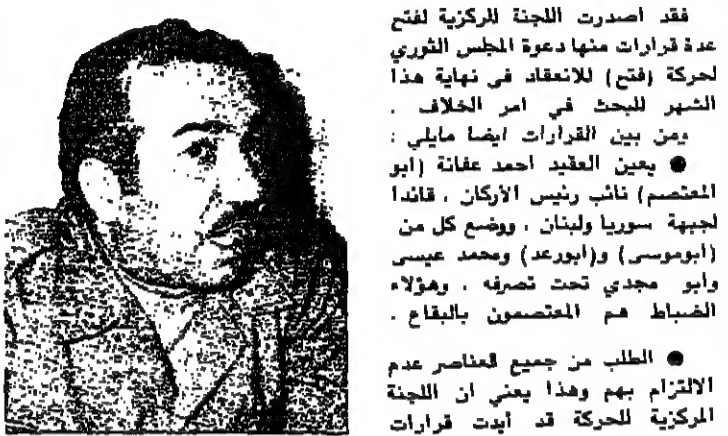 فقد اصدرت اللجنة المركزية لفتح
عدة قرارات منها دعوة المجلس الثوري
لحركة (فتح) للانعقاد في نهاية هذا
الشهر للبحث في امر الخلاف .
ومن بين القرارات ايضا مايلي :
● يعين العقيد احمد عفانة (ابو
المعتصم) نائب رئيس الأركان ، قائدا
لجبهة سوريا ولبنان ، ووضع كل من
(ابوموسى) و(ابورعد) ومحمد عيسى
وابو مجدي تحت تصرفه ، وهؤلاء
الضباط هم المعتصمون بالبقاع .
● الطلب من جميع العناصر عدم
الالتزام بهم وهذا يعني ان اللجنة
المركزية للحركة قد أيدت قرارات